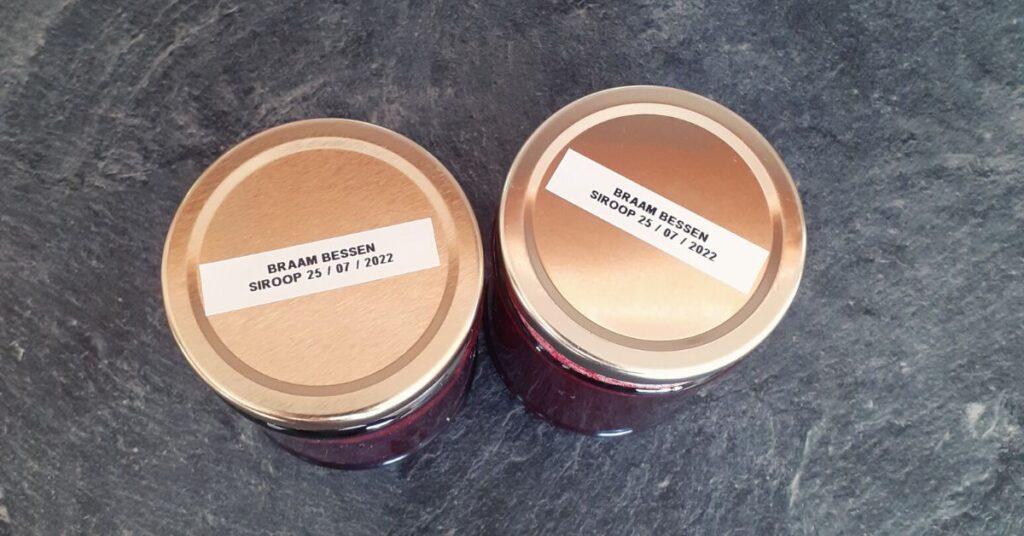 BRAAM BESSEN
SIROOP 25 / 07 / 2022
BRAAM BESSEN
SIROOP 25 / 07 / 2022